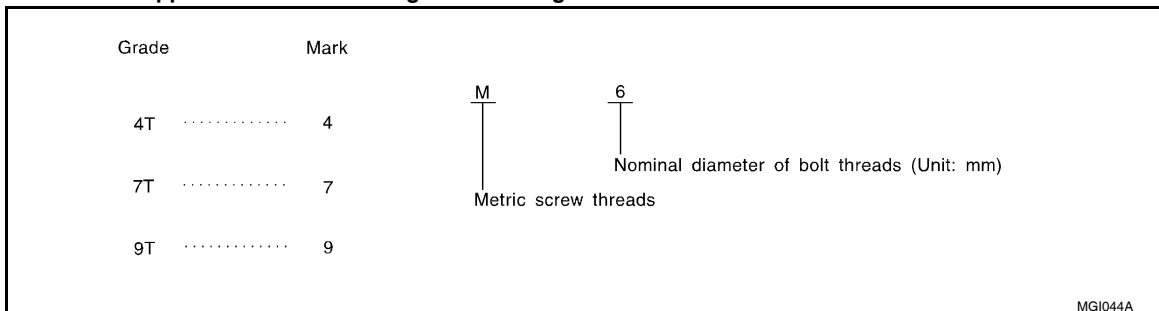 Grade Mark
M 6
4T ············· 4
Nominal diameter of bolt threads (Unit: mm)
7T ············· 7
Metric screw threads
9T ············· 9
MGI044A